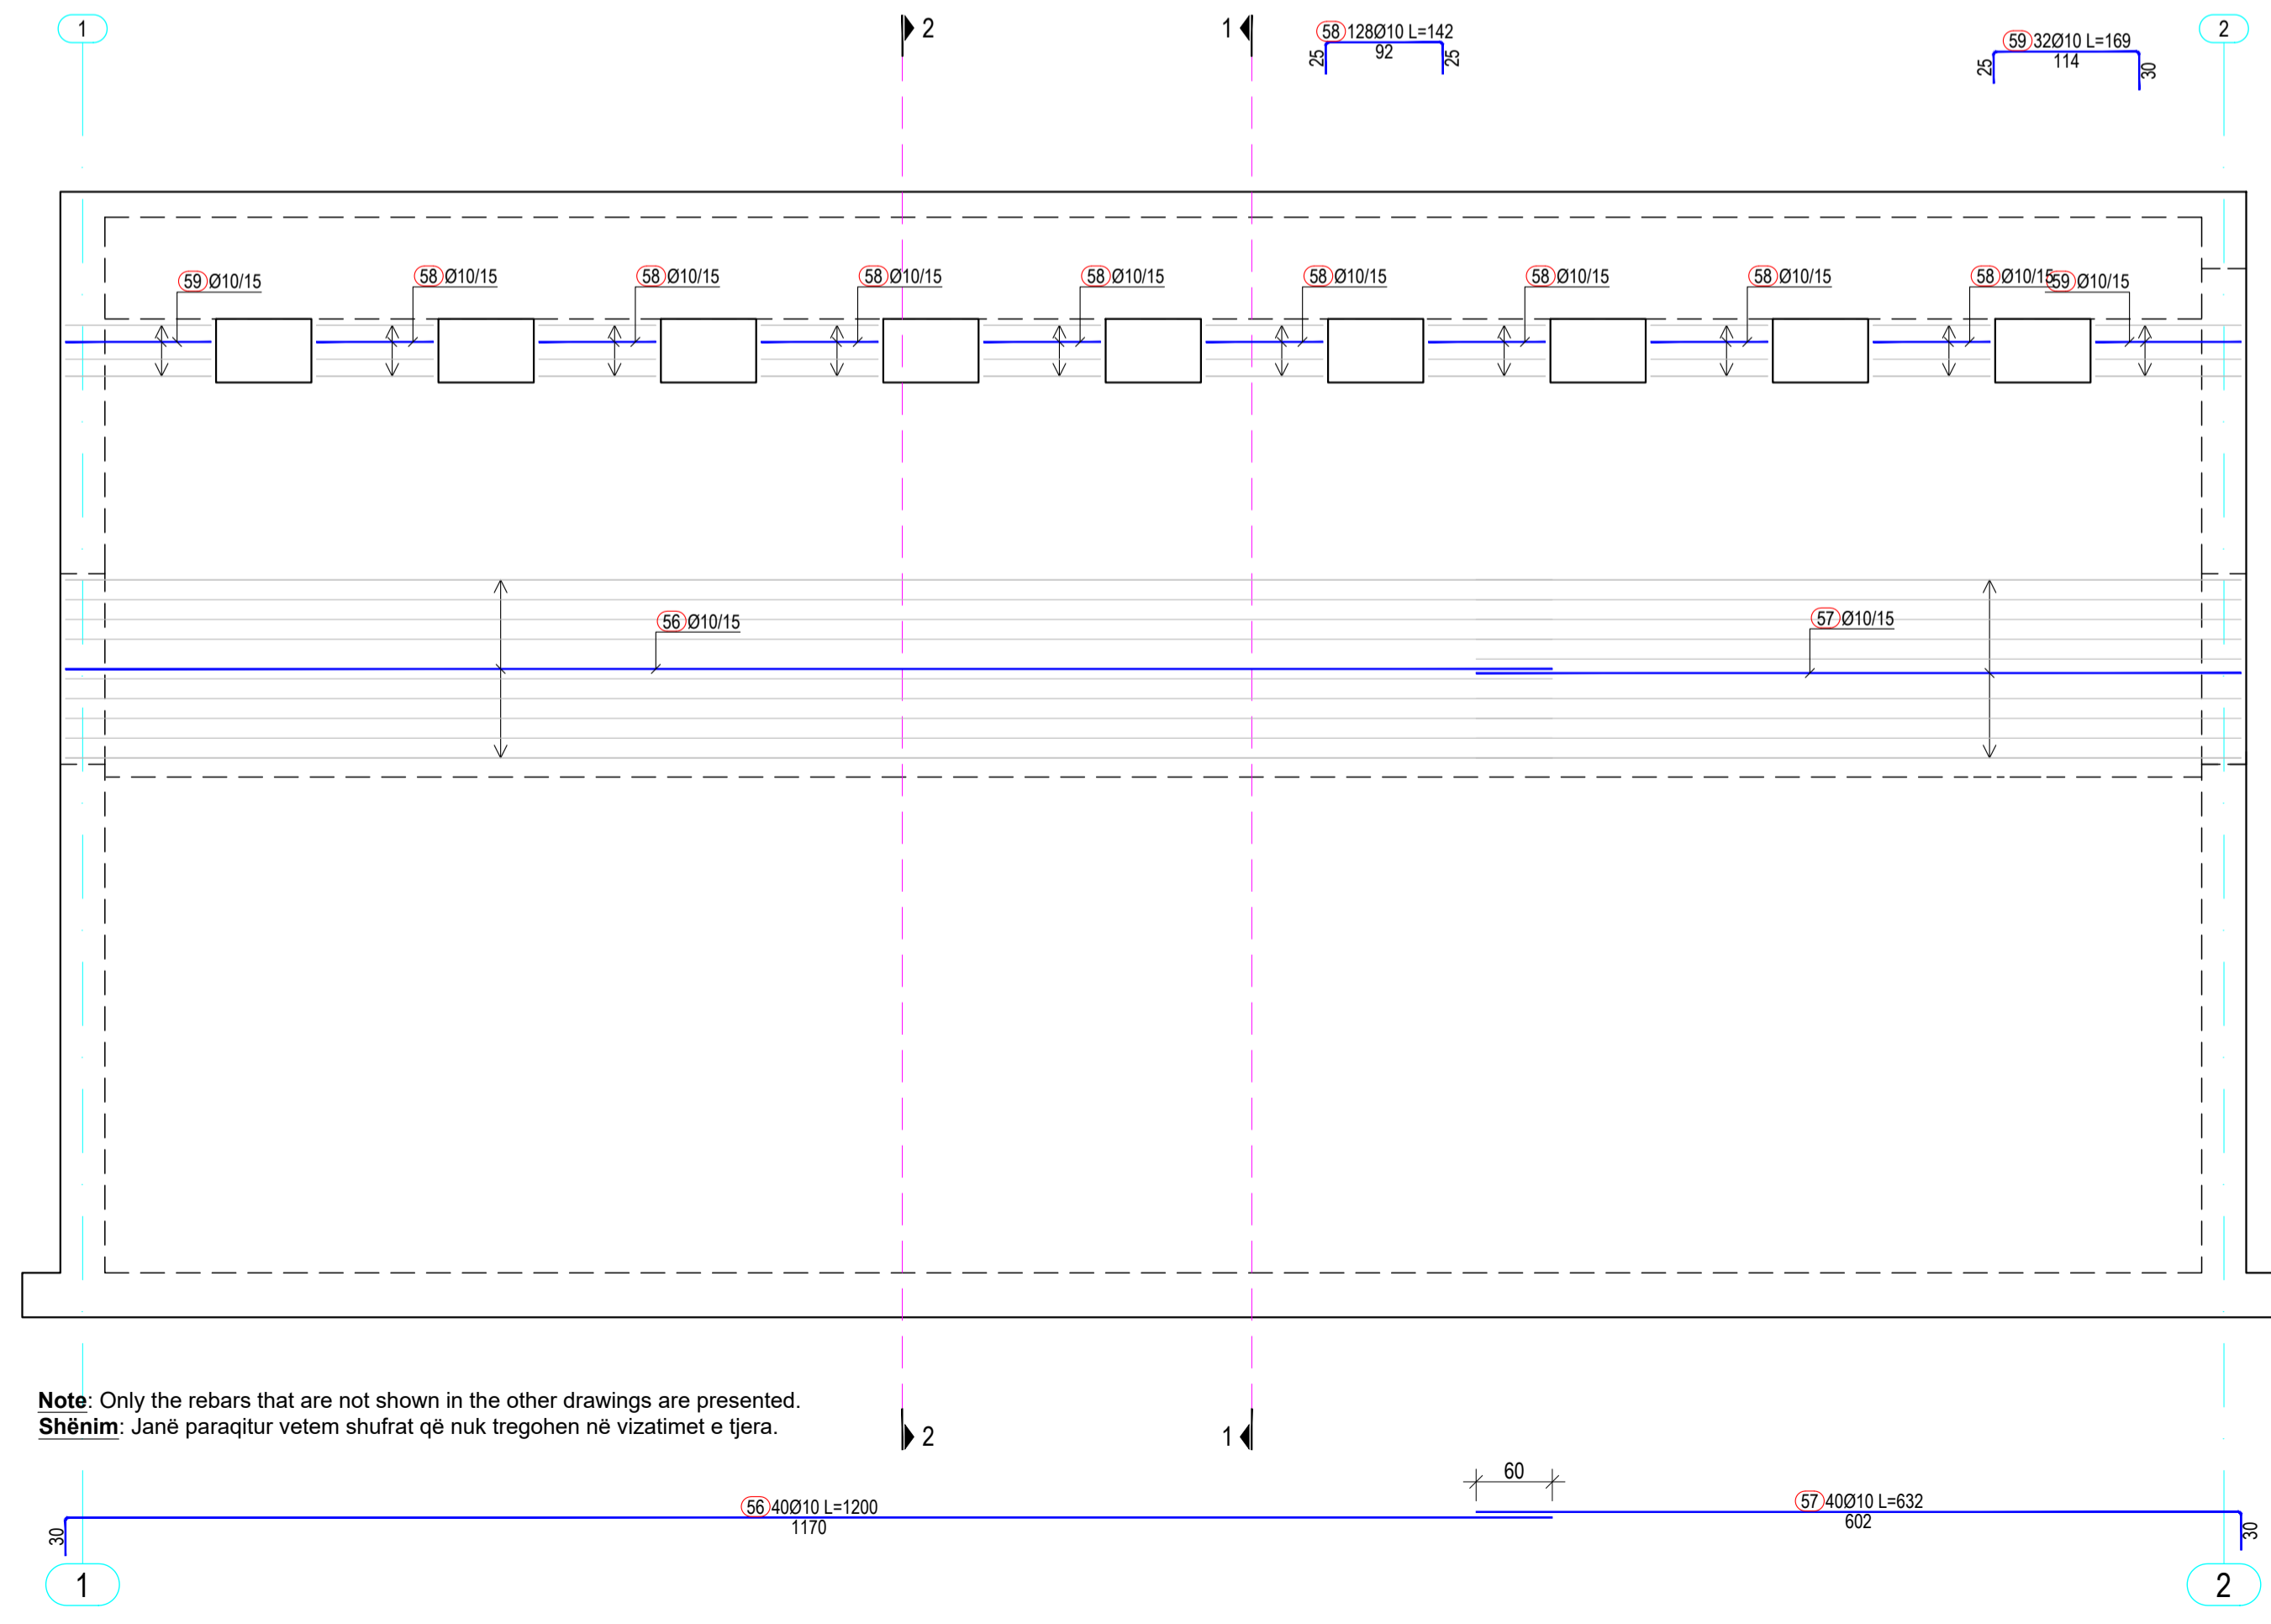 1
2
1
2
58 128Ø10 L=142
92
25
25
59 32Ø10 L=169
114
25
30
59 Ø10/15
58 Ø10/15
58 Ø10/15
58 Ø10/15
58 Ø10/15
58 Ø10/15
58 Ø10/15
58 Ø10/15
58 Ø10/15
59 Ø10/15
56 Ø10/15
57 Ø10/15
Note: Only the rebars that are not shown in the other drawings are presented.
Shënim: Janë paraqitur vetem shufrat që nuk tregohen në vizatimet e tjera.
2
1
60
56 40Ø10 L=1200
1170
30
57 40Ø10 L=632
602
30
1
2